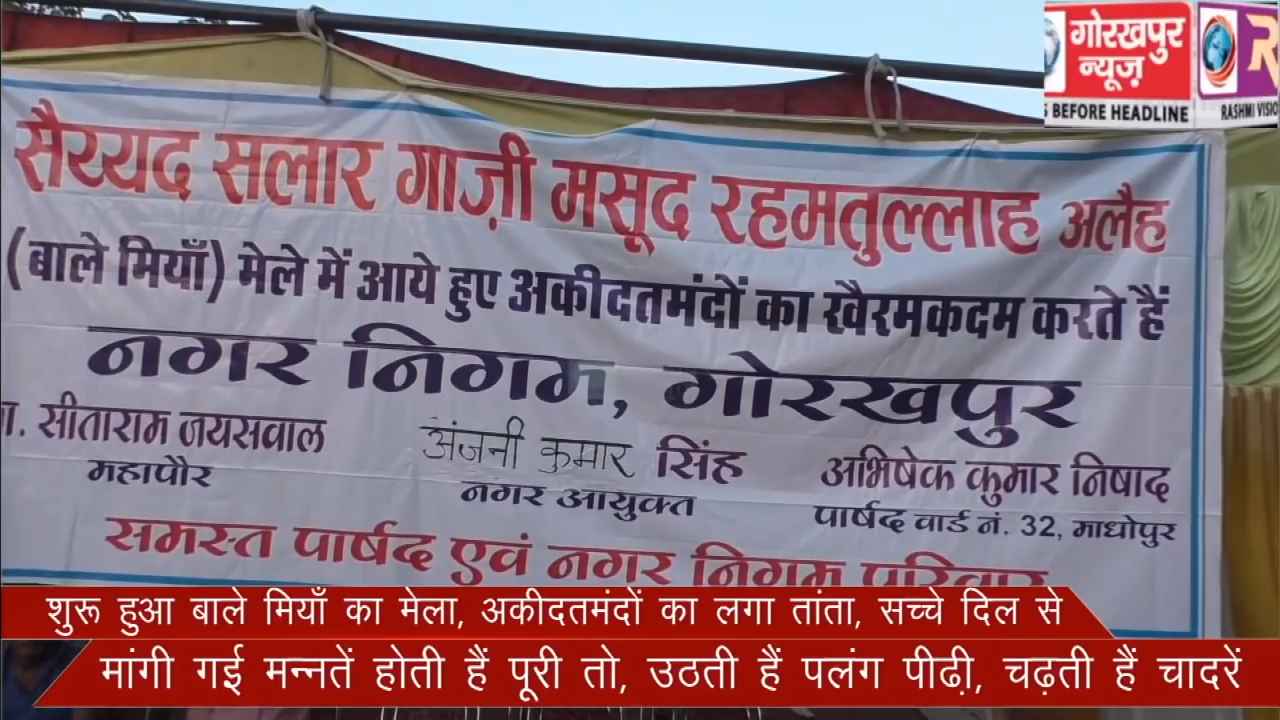 गोरखपुर
न्यूज़
BEFORE HEADLINE
R
RASHMI VISIO
सैय्यद सलार गाज़ी मसूद रहमतुल्लाह अलैह
(बाले मियाँ) मेले में आये हुए अकीदतमंदों का खैरमकदम करते हैं
नगर निगम, गोरखपुर
सीताराम जयसवाल
महापौर
अंजनी कुमार सिंह
नगर आयुक्त
अभिषेक कुमार निषाद
पार्षद वार्ड नं. 32, माधोपुर
समस्त पार्षद एवं नगर निगम परिवार
शुरू हुआ बाले मियाँ का मेला, अकीदतमंदों का लगा तांता, सच्चे दिल से
मांगी गई मन्नतें होती हैं पूरी तो, उठती हैं पलंग पीढ़ी, चढ़ती हैं चादरें